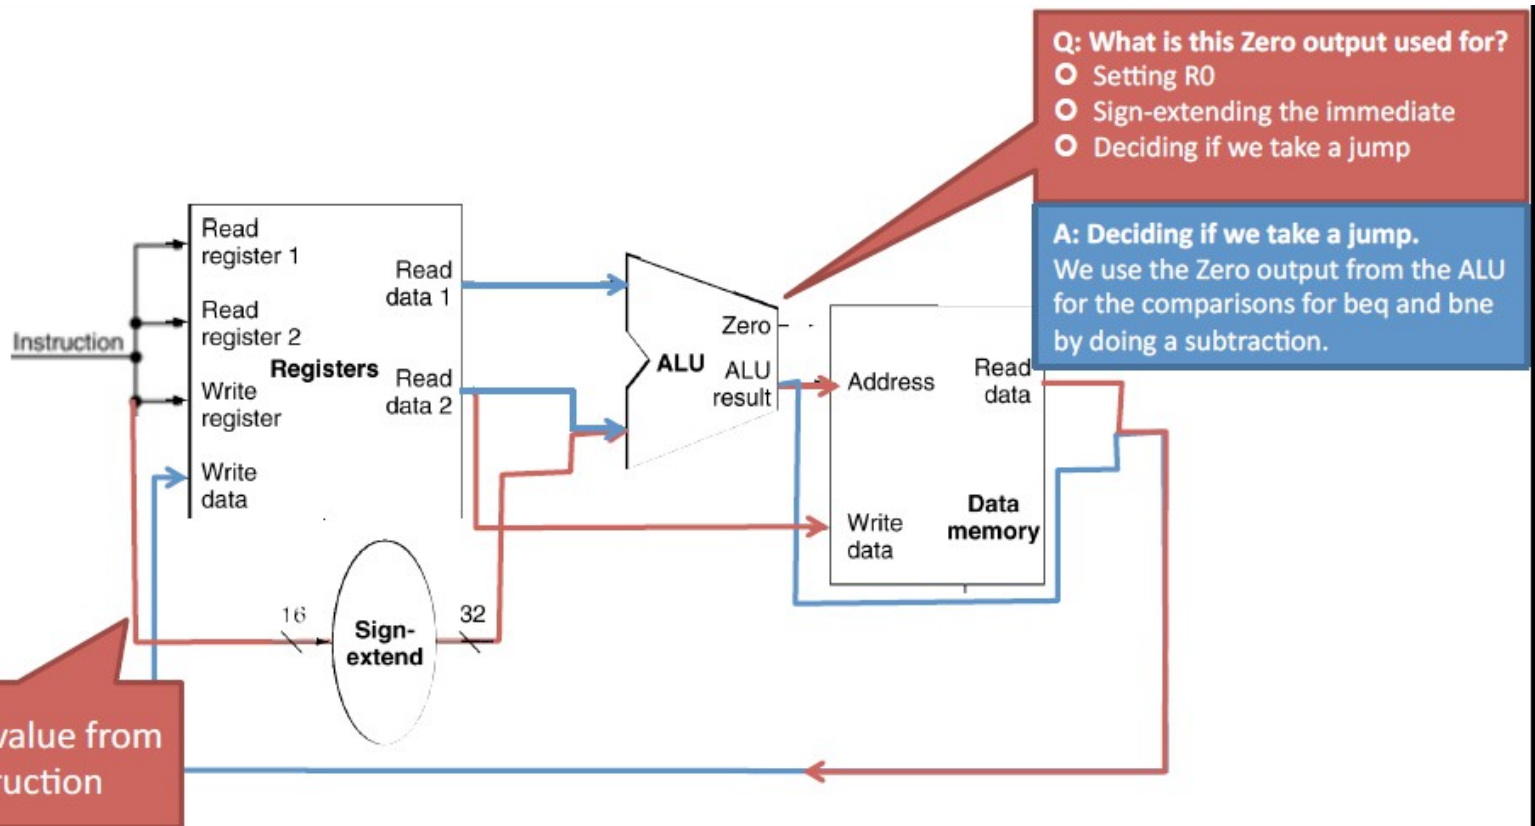 Q: What is this Zero output used for?
Setting R0
Sign-extending the immediate
Deciding if we take a jump
A: Deciding if we take a jump.
We use the Zero output from the ALU
for the comparisons for beq and bne
by doing a subtraction.
Instruction
Read
register 1
Read
register 2
Write
register
Write
data
Registers
Read
data 1
Read
data 2
Zero
ALU
ALU
result
Address
Read
data
Write
data
Data
memory
16
Sign-
extend
32
value from
ruction